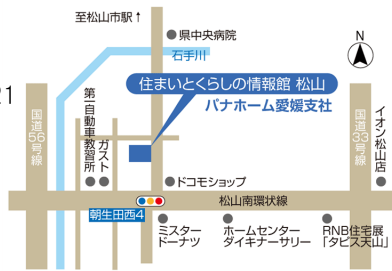 至松山市駅↑
県中央病院
石手川
N
住まいとくらしの情報館 松山
パナホーム愛媛支社
21
国道56号線
第一自動車教習所
ガスト
国道33号線
イオン松山店
ドコモショップ
松山南環状線
朝生田西4
ミスター
ドーナツ
ホームセンター
ダイキナーサリー
RNB住宅展
「タピス天山」